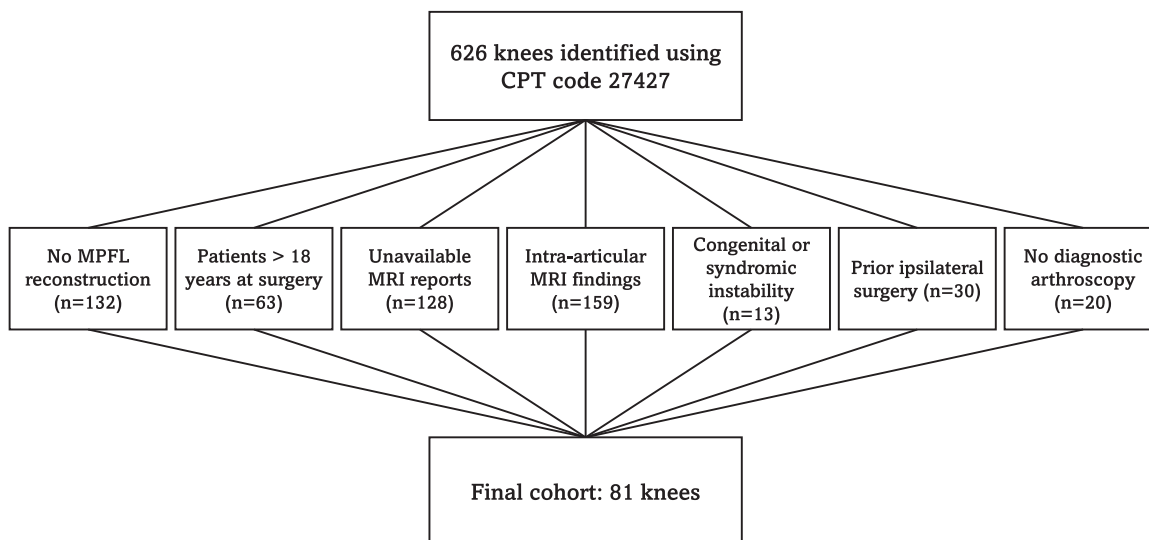 626 knees identified using
CPT code 27427
No MPFL
reconstruction
(n=132)
Patients > 18
years at surgery
(n=63)
Unavailable
MRI reports
(n=128)
Intra-articular
MRI findings
(n=159)
Congenital or
syndromic
instability
(n=13)
Prior ipsilateral
surgery (n=30)
No diagnostic
arthroscopy
(n=20)
Final cohort: 81 knees